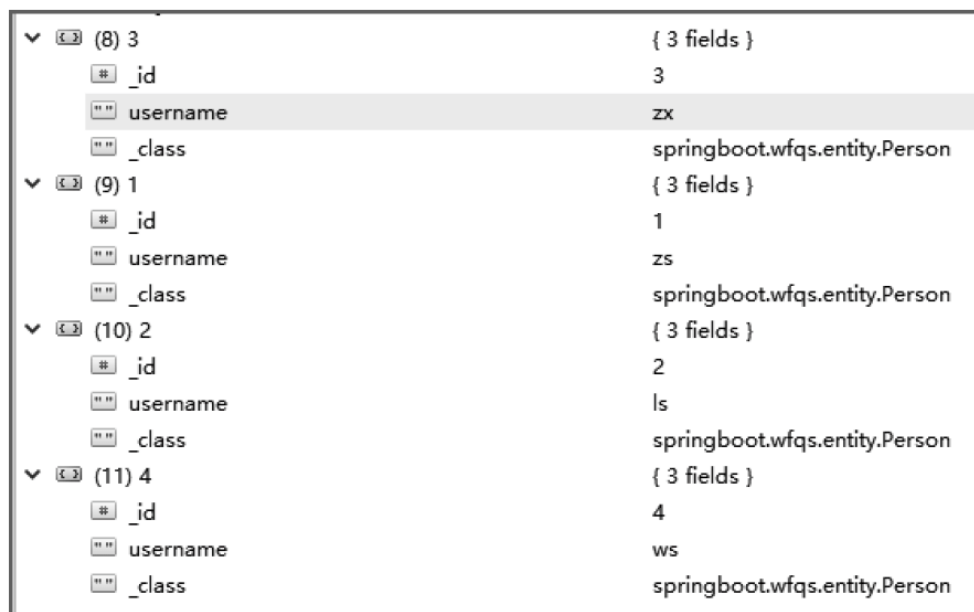 (8) 3 { 3 fields }
# _id 3
"" username zx
"" _class springboot.wfqs.entity.Person
(9) 1 { 3 fields }
# _id 1
"" username zs
"" _class springboot.wfqs.entity.Person
(10) 2 { 3 fields }
# _id 2
"" username ls
"" _class springboot.wfqs.entity.Person
(11) 4 { 3 fields }
# _id 4
"" username ws
"" _class springboot.wfqs.entity.Person